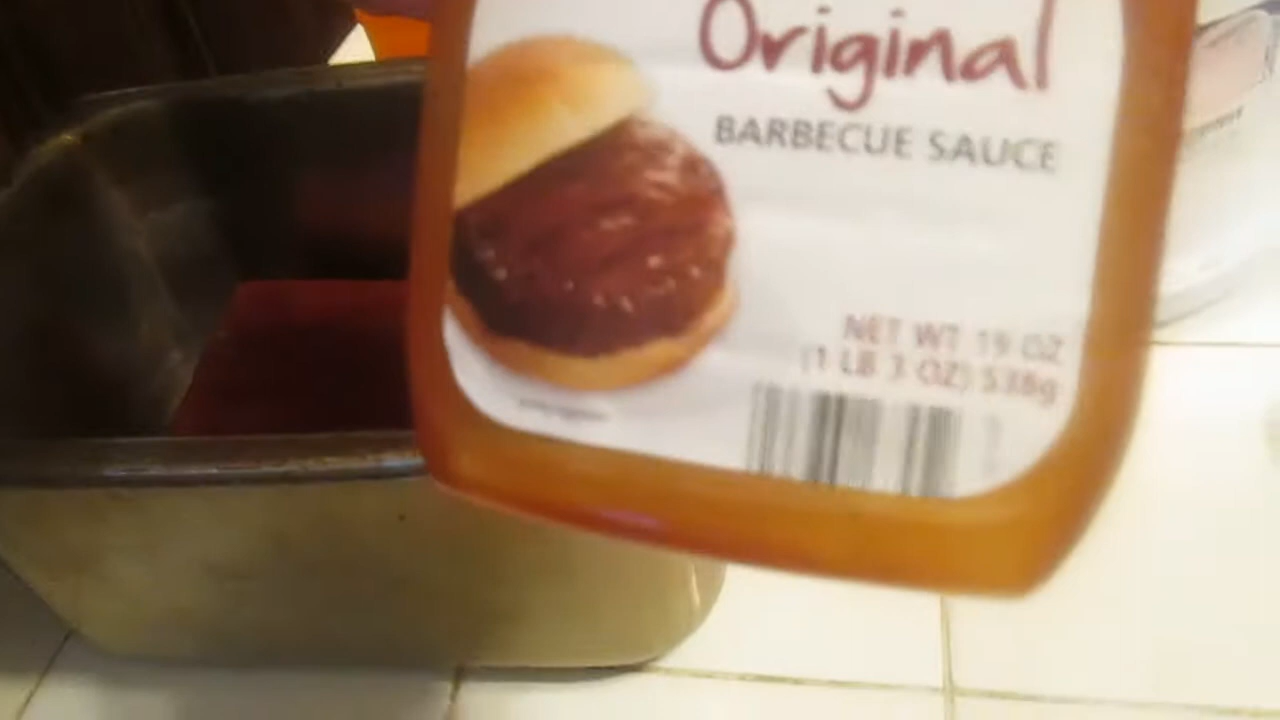 Original
BARBECUE SAUCE
NET WT 19 OZ
(1 LB 3 OZ) 538g